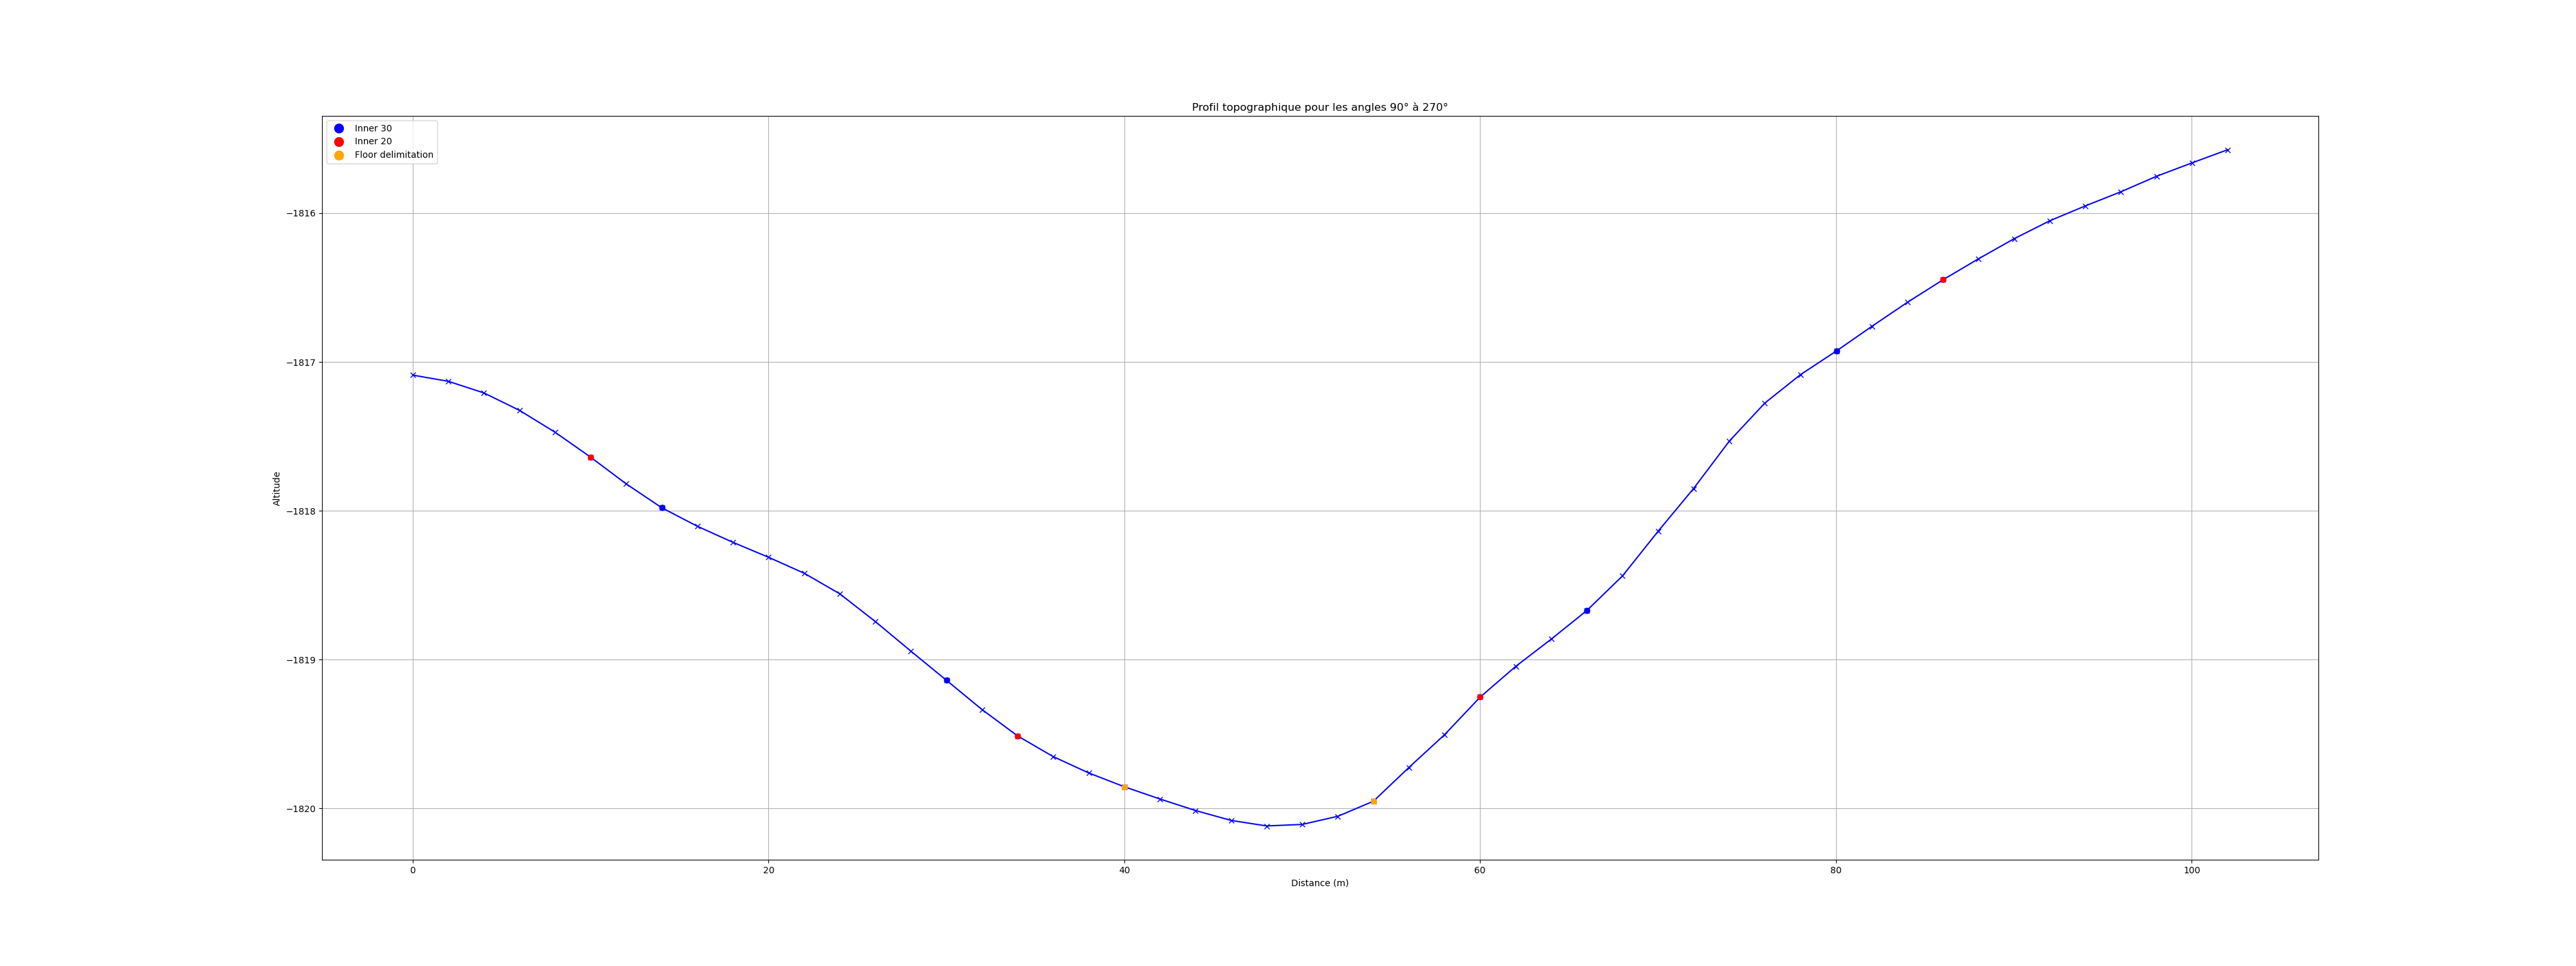 Profil topographique pour les angles 90° à 270°
Inner 30
Inner 20
Floor delimitation
Altitude
−1816
−1817
−1818
−1819
−1820
0
20
40
60
80
100
Distance (m)